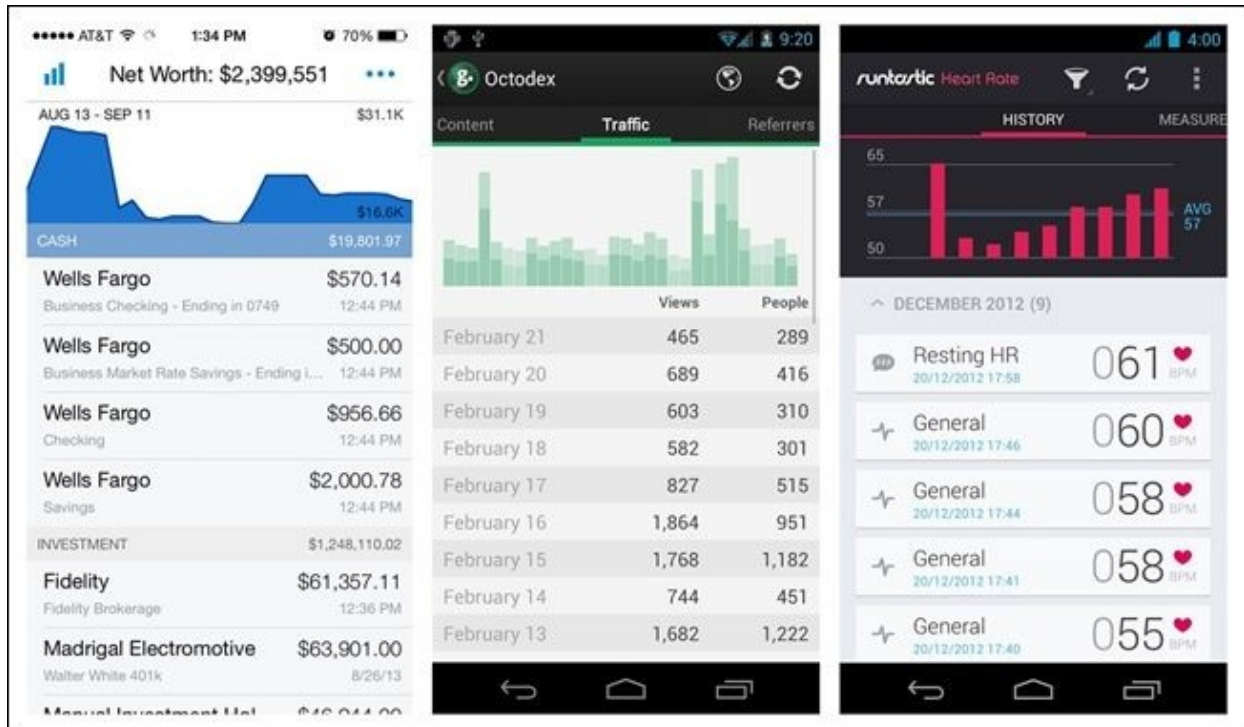 AT&T 1:34 PM 70%
Net Worth: $2,399,551
AUG 13 - SEP 11 $31.1K
$16.6K
CASH $19,801.97
Wells Fargo $570.14
Business Checking - Ending in 0749 12:44 PM
Wells Fargo $500.00
Business Market Rate Savings - Ending i... 12:44 PM
Wells Fargo $956.66
Checking 12:44 PM
Wells Fargo $2,000.78
Savings 12:44 PM
INVESTMENT $1,248,110.02
Fidelity $61,357.11
Fidelity Brokerage 12:36 PM
Madrigal Electromotive $63,901.00
Walter White 401k 8/26/13
9:20
Octodex
Content Traffic Referrers
Views People
February 21 465 289
February 20 689 416
February 19 603 310
February 18 582 301
February 17 827 515
February 16 1,864 951
February 15 1,768 1,182
February 14 744 451
February 13 1,682 1,222
4:00
runtastic Heart Rate
HISTORY MEASURE
65
57
AVG
57
50
DECEMBER 2012 (9)
Resting HR 061
20/12/2012 17:58 BPM
General 060
20/12/2012 17:46 BPM
General 058
20/12/2012 17:44 BPM
General 058
20/12/2012 17:41 BPM
General 055
20/12/2012 17:40 BPM